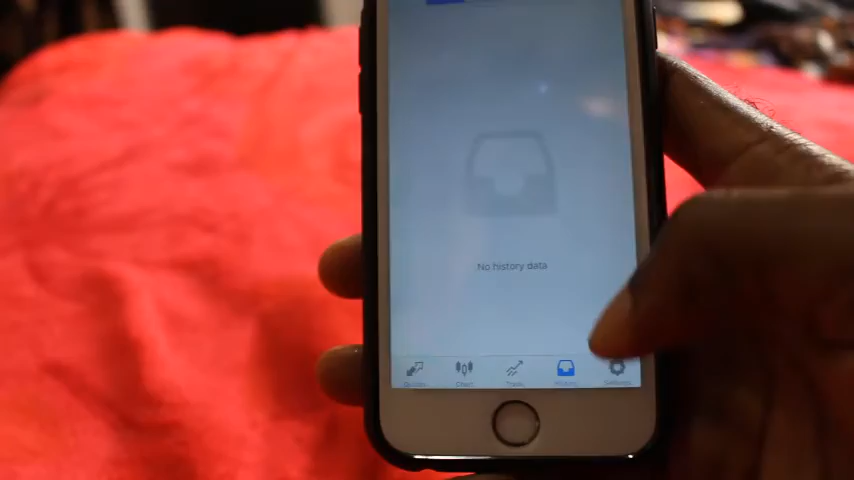 No history data
Quotes
Chart
Trade
History
Settings